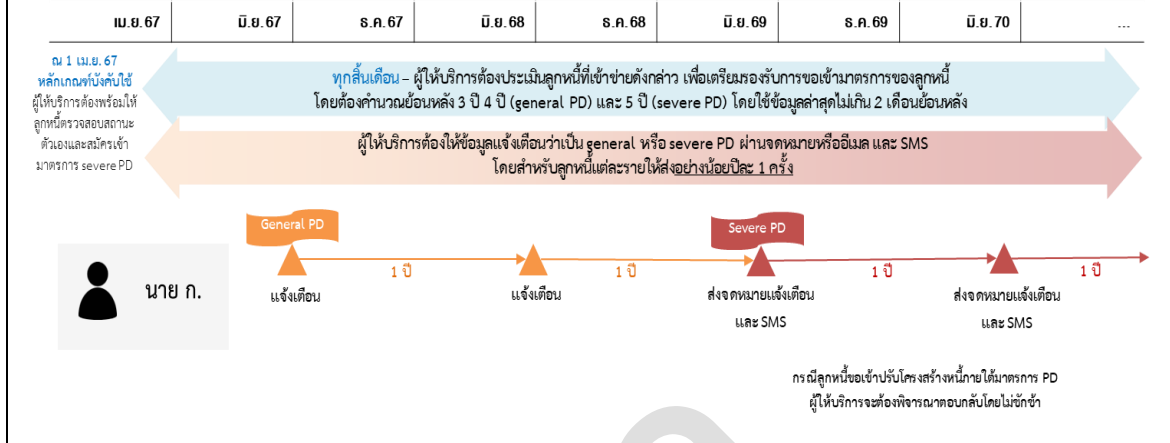 เม.ย. 67 มิ.ย. 67 ธ.ค. 67 มิ.ย. 68 ธ.ค. 68 มิ.ย. 69 ธ.ค. 69 มิ.ย. 70 ...
ณ 1 เม.ย. 67
หลักเกณฑ์บังคับใช้
ผู้ให้บริการต้องพร้อมให้
ลูกหนี้ตรวจสอบสถานะ
ตัวเองและสมัครเข้า
มาตรการ severe PD
ทุกสิ้นเดือน – ผู้ให้บริการต้องประเมินลูกหนี้ที่เข้าข่ายดังกล่าว เพื่อเตรียมรองรับการขอเข้ามาตรการของลูกหนี้
โดยต้องคำนวณย้อนหลัง 3 ปี 4 ปี (general PD) และ 5 ปี (severe PD) โดยใช้ข้อมูลล่าสุดไม่เกิน 2 เดือนย้อนหลัง
ผู้ให้บริการต้องให้ข้อมูลแจ้งเตือนว่าเป็น general หรือ severe PD ผ่านจดหมายหรืออีเมล และ SMS
โดยสำหรับลูกหนี้แต่ละรายให้ส่งอย่างน้อยปีละ 1 ครั้ง
General PD
Severe PD
1 ปี
1 ปี
1 ปี
1 ปี
นาย ก.
แจ้งเตือน
แจ้งเตือน
ส่งจดหมายแจ้งเตือน
และ SMS
ส่งจดหมายแจ้งเตือน
และ SMS
กรณีลูกหนี้ขอเข้าปรับโครงสร้างหนี้ภายใต้มาตรการ PD
ผู้ให้บริการจะต้องพิจารณาตอบกลับโดยไม่ชักช้า